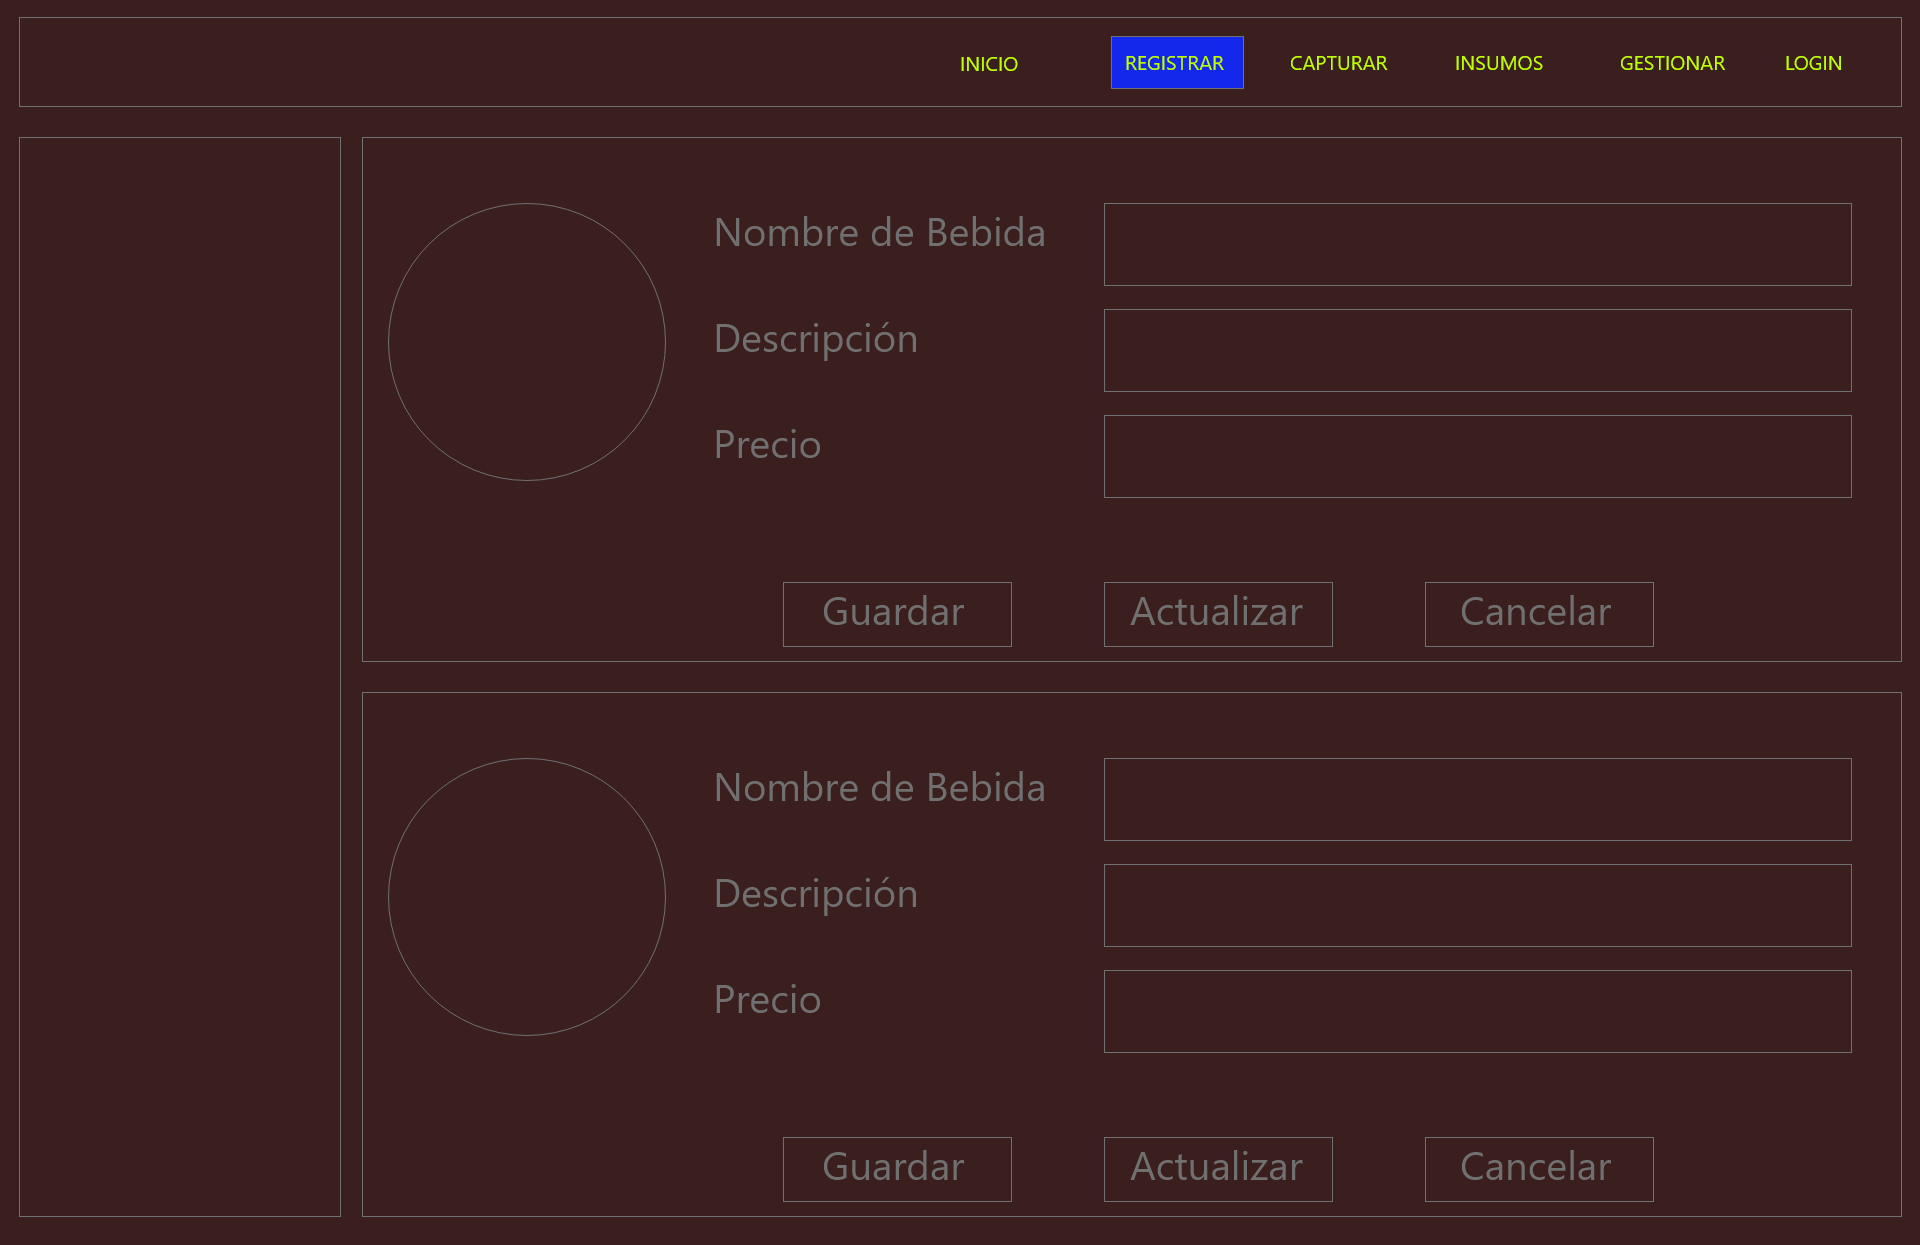 INICIO REGISTRAR CAPTURAR INSUMOS GESTIONAR LOGIN
Nombre de Bebida
Descripción
Precio
Guardar Actualizar Cancelar
Nombre de Bebida
Descripción
Precio
Guardar Actualizar Cancelar